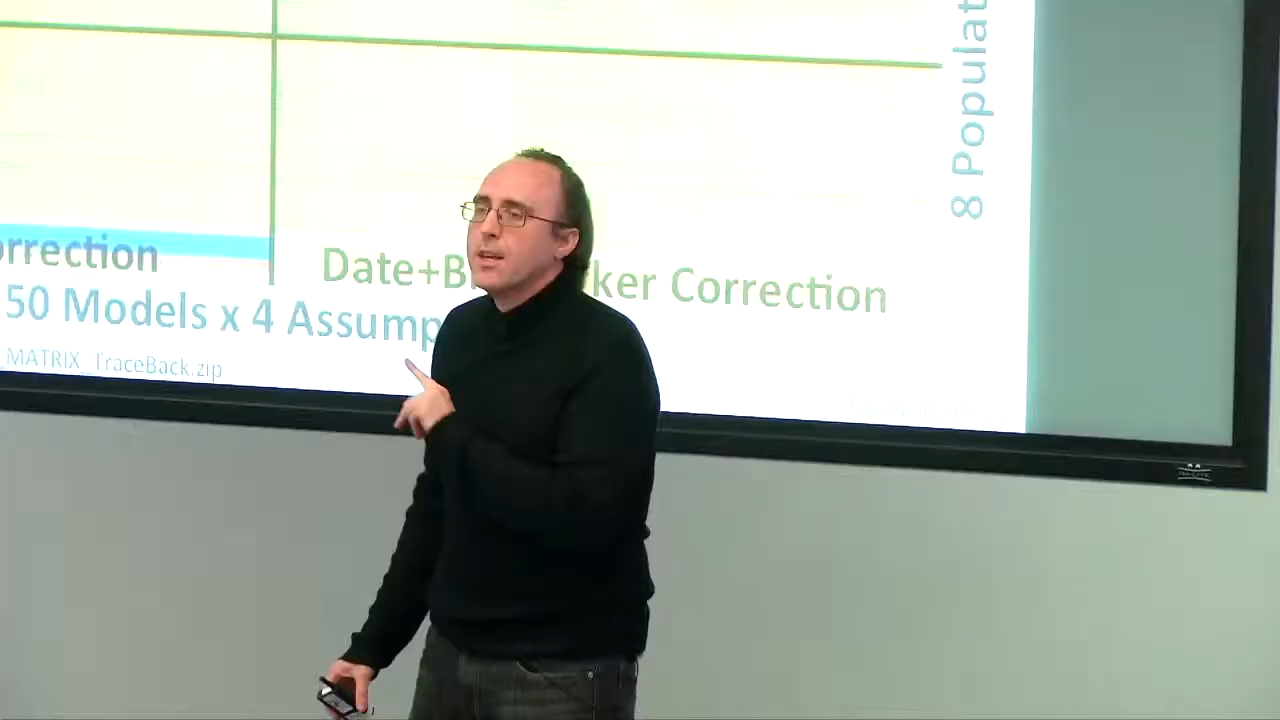 8 Populat
orrection
Date+B ker Correction
50 Models x 4 Assump
MATRIX_TraceBack.zip